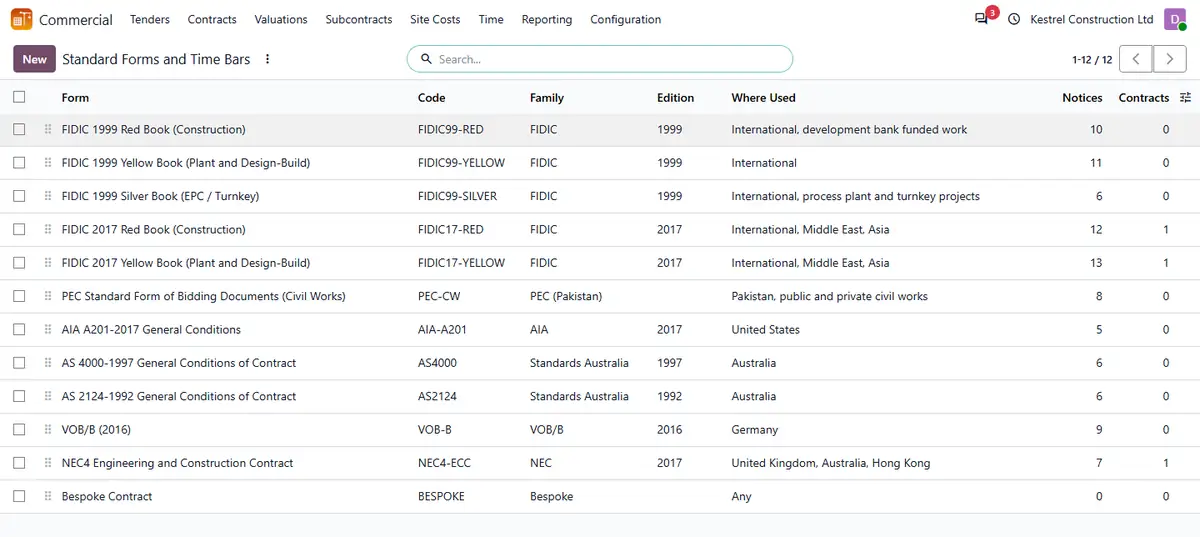 Commercial Tenders Contracts Valuations Subcontracts Site Costs Time Reporting Configuration 3 Kestrel Construction Ltd D
New Standard Forms and Time Bars Search... 1-12 / 12
Form Code Family Edition Where Used Notices Contracts
FIDIC 1999 Red Book (Construction) FIDIC99-RED FIDIC 1999 International, development bank funded work 10 0
FIDIC 1999 Yellow Book (Plant and Design-Build) FIDIC99-YELLOW FIDIC 1999 International 11 0
FIDIC 1999 Silver Book (EPC / Turnkey) FIDIC99-SILVER FIDIC 1999 International, process plant and turnkey projects 6 0
FIDIC 2017 Red Book (Construction) FIDIC17-RED FIDIC 2017 International, Middle East, Asia 12 1
FIDIC 2017 Yellow Book (Plant and Design-Build) FIDIC17-YELLOW FIDIC 2017 International, Middle East, Asia 13 1
PEC Standard Form of Bidding Documents (Civil Works) PEC-CW PEC (Pakistan) Pakistan, public and private civil works 8 0
AIA A201-2017 General Conditions AIA-A201 AIA 2017 United States 5 0
AS 4000-1997 General Conditions of Contract AS4000 Standards Australia 1997 Australia 6 0
AS 2124-1992 General Conditions of Contract AS2124 Standards Australia 1992 Australia 6 0
VOB/B (2016) VOB-B VOB/B 2016 Germany 9 0
NEC4 Engineering and Construction Contract NEC4-ECC NEC 2017 United Kingdom, Australia, Hong Kong 7 1
Bespoke Contract BESPOKE Bespoke Any 0 0